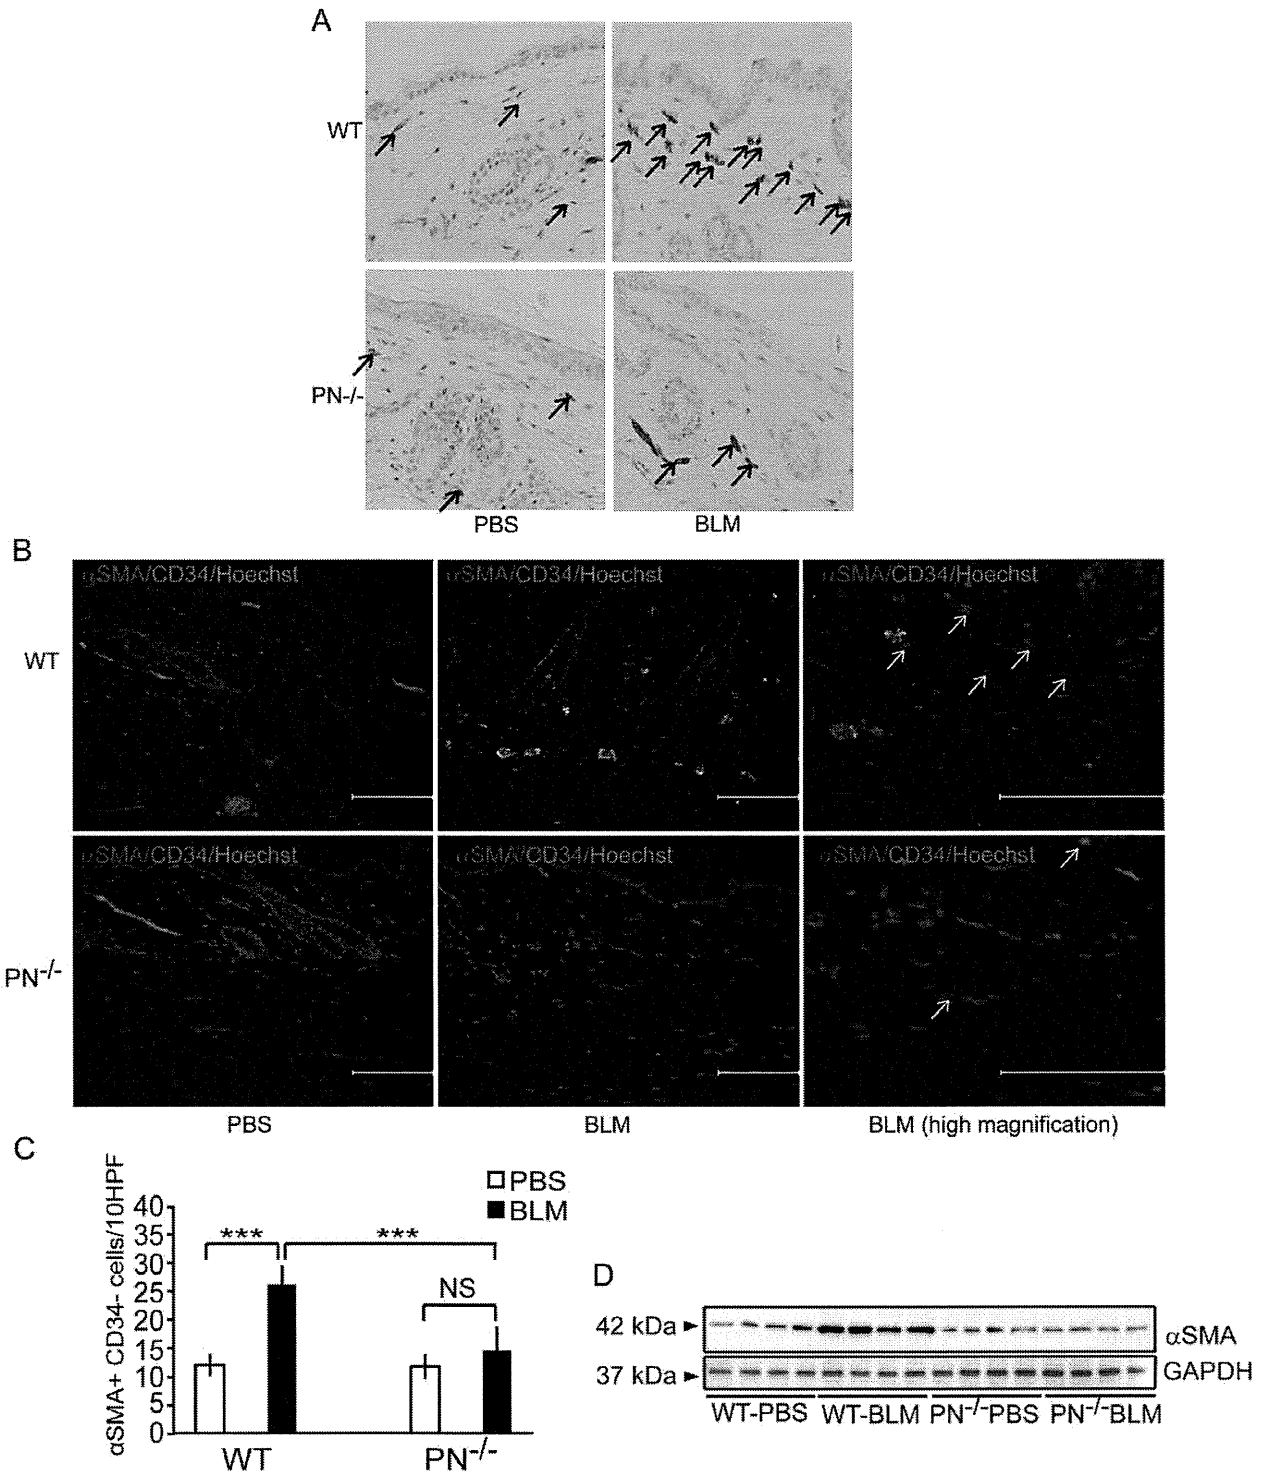 A
WT
PN-/-
PBS BLM
B
αSMA/CD34/Hoechst αSMA/CD34/Hoechst αSMA/CD34/Hoechst
WT
αSMA/CD34/Hoechst αSMA/CD34/Hoechst αSMA/CD34/Hoechst
PN-/-
PBS BLM BLM (high magnification)
C
αSMA+ CD34- cells/10HPF
PBS
BLM
40
35
30
25
20
15
10
5
0
*** ***
NS
WT PN-/-
D
42 kDa αSMA
37 kDa GAPDH
WT-PBS WT-BLM PN-/-PBS PN-/-BLM